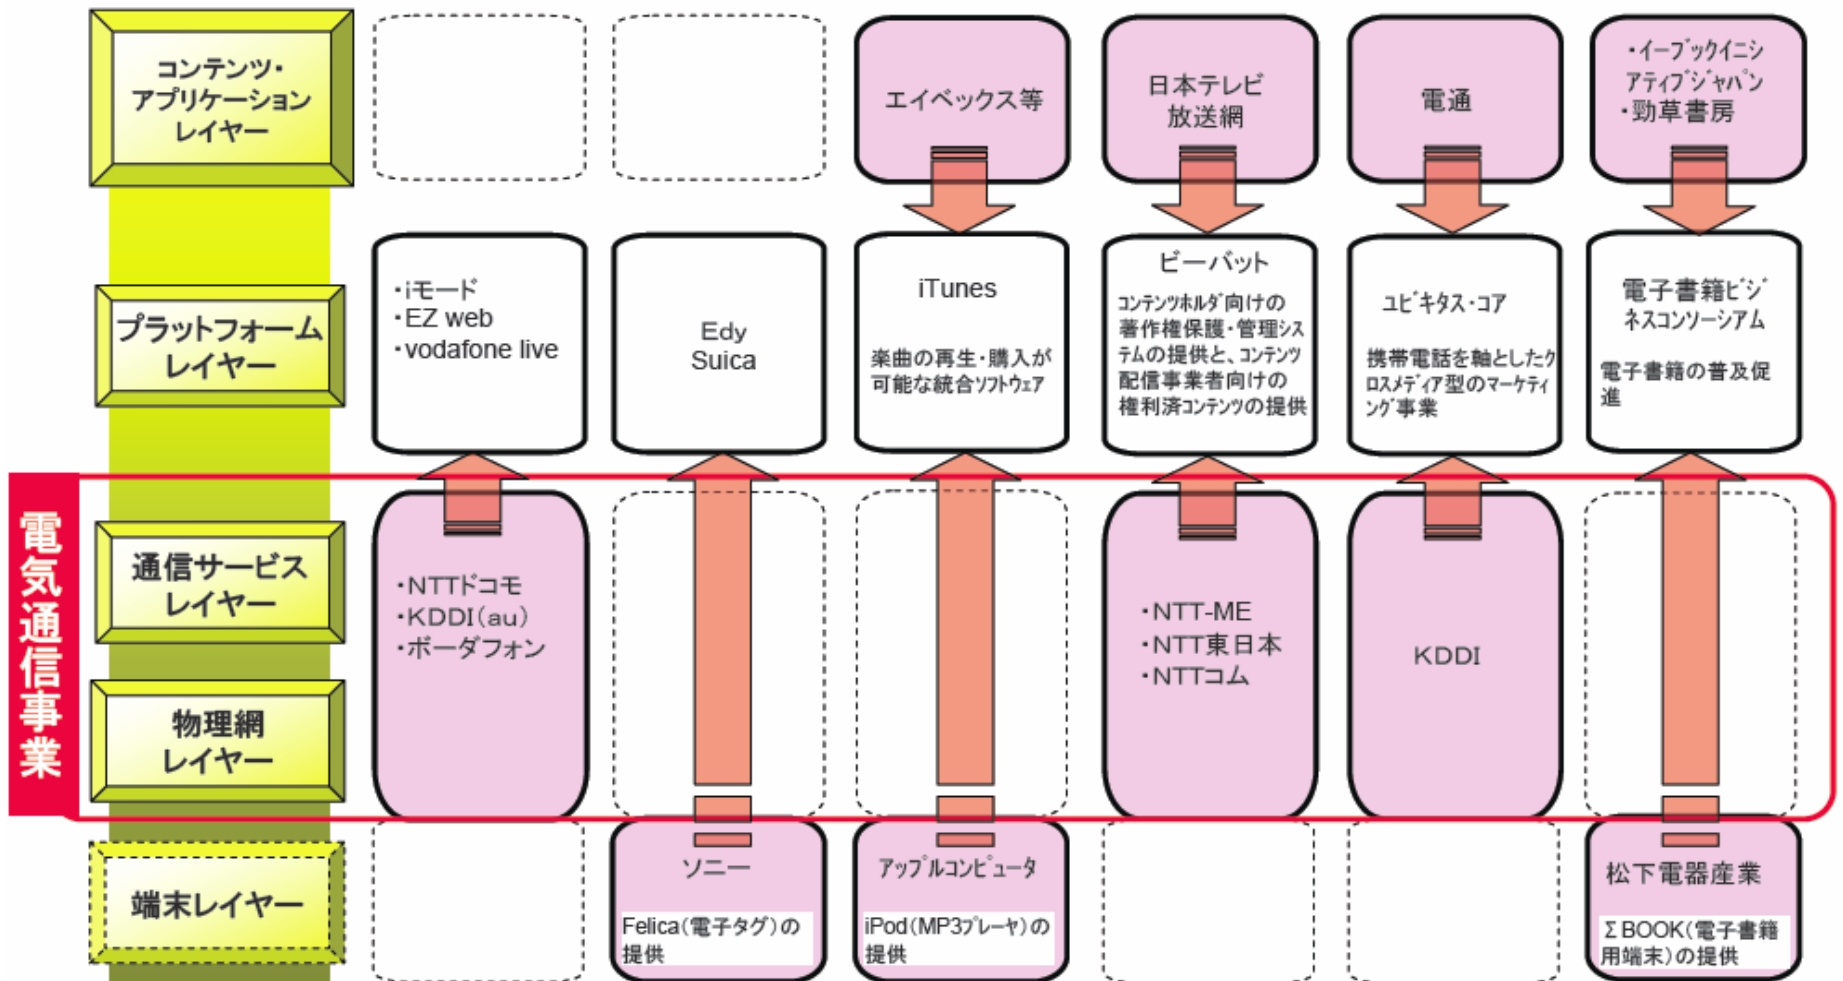 コンテンツ・
アプリケーション
レイヤー
エイベックス等
日本テレビ
放送網
電通
・イーブックイニシ
アティブジャパン
・勁草書房
プラットフォーム
レイヤー
・iモード
・EZ web
・vodafone live
Edy
Suica
iTunes
楽曲の再生・購入が
可能な統合ソフトウェア
ビーバット
コンテンツホルダ向けの
著作権保護・管理シス
テムの提供と、コンテンツ
配信事業者向けの
権利済コンテンツの提供
ユビキタス・コア
携帯電話を軸としたク
ロスメディア型のマーケティ
ング事業
電子書籍ビジ
ネスコンソーシアム
電子書籍の普及促
進
電気通信事業
通信サービス
レイヤー
物理網
レイヤー
・NTTドコモ
・KDDI(au)
・ボーダフォン
・NTT-ME
・NTT東日本
・NTTコム
KDDI
端末レイヤー
ソニー
Felica(電子タグ)の
提供
アップルコンピュータ
iPod(MP3プレーヤ)の
提供
松下電器産業
ΣBOOK(電子書籍
用端末)の提供